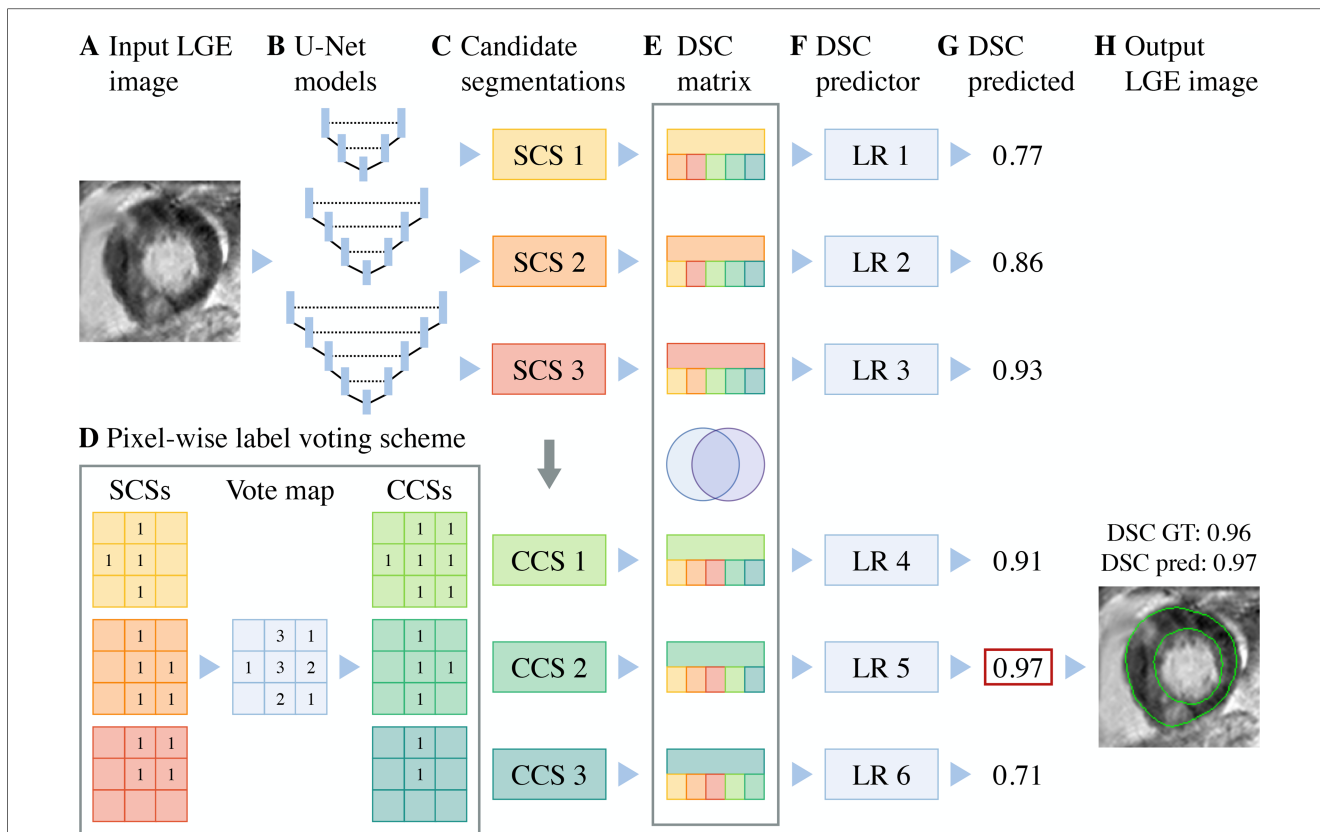 A Input LGE image
B U-Net models
C Candidate segmentations
E DSC matrix
F DSC predictor
G DSC predicted
H Output LGE image
SCS 1
LR 1
0.77
SCS 2
LR 2
0.86
SCS 3
LR 3
0.93
D Pixel-wise label voting scheme
SCSs
Vote map
CCSs
1
1 1
1
1
1 1
1 1
1 1
1 1
3 1
1 3 2
2 1
1 1
1 1 1
1 1
1
1 1
1
1
1
CCS 1
LR 4
0.91
CCS 2
LR 5
0.97
CCS 3
LR 6
0.71
DSC GT: 0.96
DSC pred: 0.97